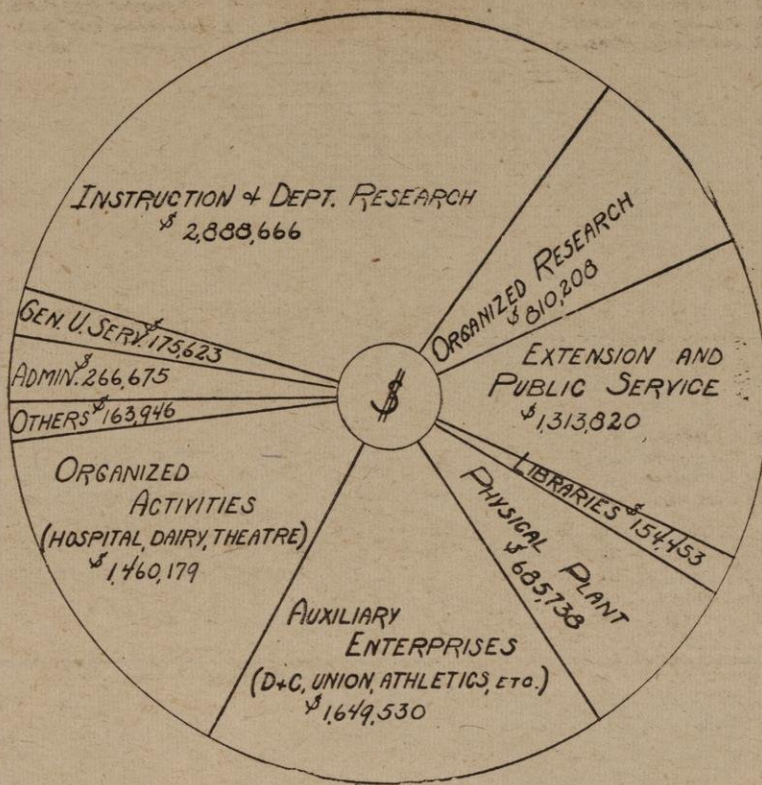 INSTRUCTION & DEPT. RESEARCH
$ 2,888,666
ORGANIZED RESEARCH
$ 810,208
EXTENSION AND
PUBLIC SERVICE
$ 1,313,820
LIBRARIES $ 154,453
PHYSICAL PLANT
$ 685,738
AUXILIARY
ENTERPRISES
(D+C, UNION, ATHLETICS, ETC.)
$ 1,649,530
ORGANIZED
ACTIVITIES
(HOSPITAL, DAIRY, THEATRE)
$ 1,460,179
OTHERS $ 163,946
ADMIN. $ 266,675
GEN. U. SERV. $ 175,623
$